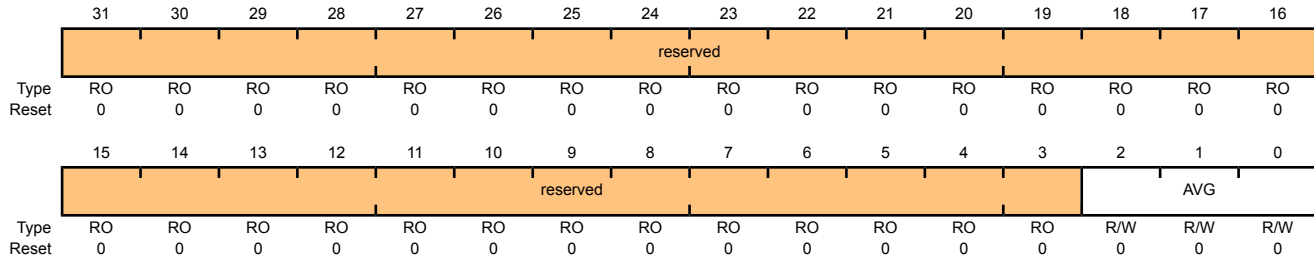 31 30 29 28 27 26 25 24 23 22 21 20 19 18 17 16
reserved
Type RO RO RO RO RO RO RO RO RO RO RO RO RO RO RO RO
Reset 0 0 0 0 0 0 0 0 0 0 0 0 0 0 0 0
15 14 13 12 11 10 9 8 7 6 5 4 3 2 1 0
reserved AVG
Type RO RO RO RO RO RO RO RO RO RO RO RO RO R/W R/W R/W
Reset 0 0 0 0 0 0 0 0 0 0 0 0 0 0 0 0